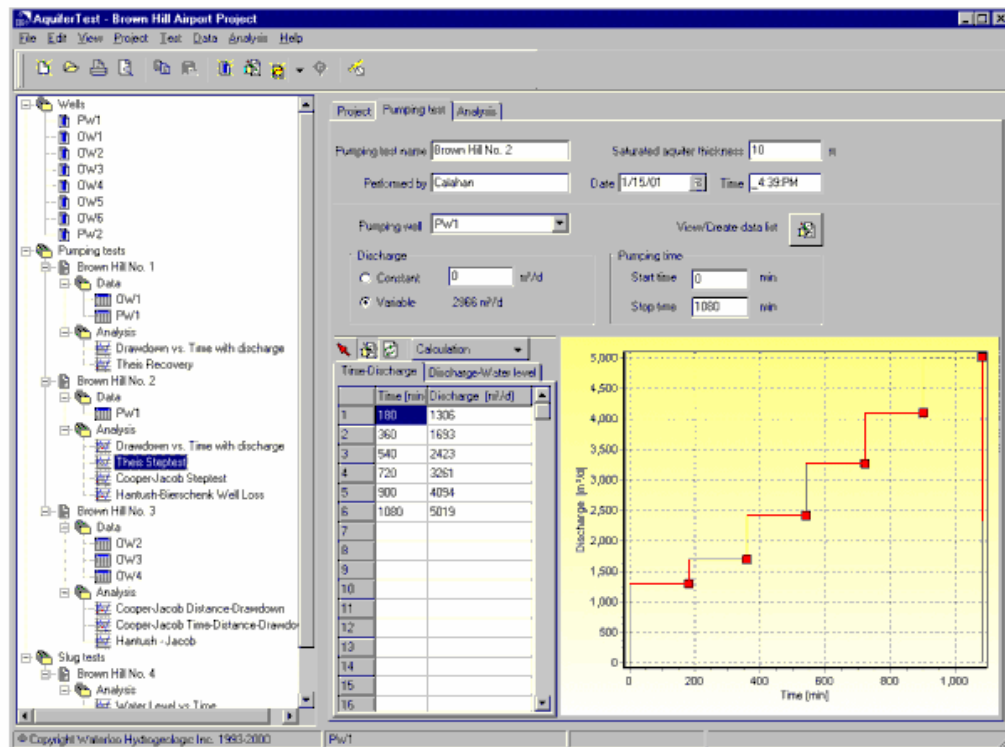 AquiferTest - Brown Hill Airport Project
File Edit View Project Test Data Analysis Help
Wells
PW1
OW1
OW2
OW3
OW4
OW5
OW6
PW2
Pumping tests
Brown Hill No. 1
Data
OW1
PW1
Analysis
Drawdown vs. Time with discharge
Theis Recovery
Brown Hill No. 2
Data
PW1
Analysis
Drawdown vs. Time with discharge
Theis Steptest
Cooper-Jacob Steptest
Hantush-Bierschenk Well Loss
Brown Hill No. 3
Data
OW2
OW3
OW4
Analysis
Cooper-Jacob Distance-Drawdown
Cooper-Jacob Time-Distance-Drawdo
Hantush - Jacob
Slug tests
Brown Hill No. 4
Analysis
Water Level vs Time
Project Pumping test Analysis
Pumping test name Brown Hill No. 2 Saturated aquifer thickness 10 m
Performed by Calahan Date 1/15/01 Time _4:39:PM
Pumping well PW1 View/Create data list
Discharge Pumping time
Constant 0 m³/d Start time 0 min
Variable 2966 m³/d Stop time 1080 min
Calculation
Time-Discharge Discharge-Water level
Time [min Discharge [m³/d]
1 180 1306
2 360 1693
3 540 2423
4 720 3261
5 900 4094
6 1080 5019
7
8
9
10
11
12
13
14
15
16
5,000
4,500
4,000
3,500
3,000
2,500
2,000
1,500
1,000
500
0
Discharge [m³/d]
0 200 400 600 800 1,000
Time [min]
© Copyright Waterloo Hydrogeologic Inc. 1993-2000 PW1